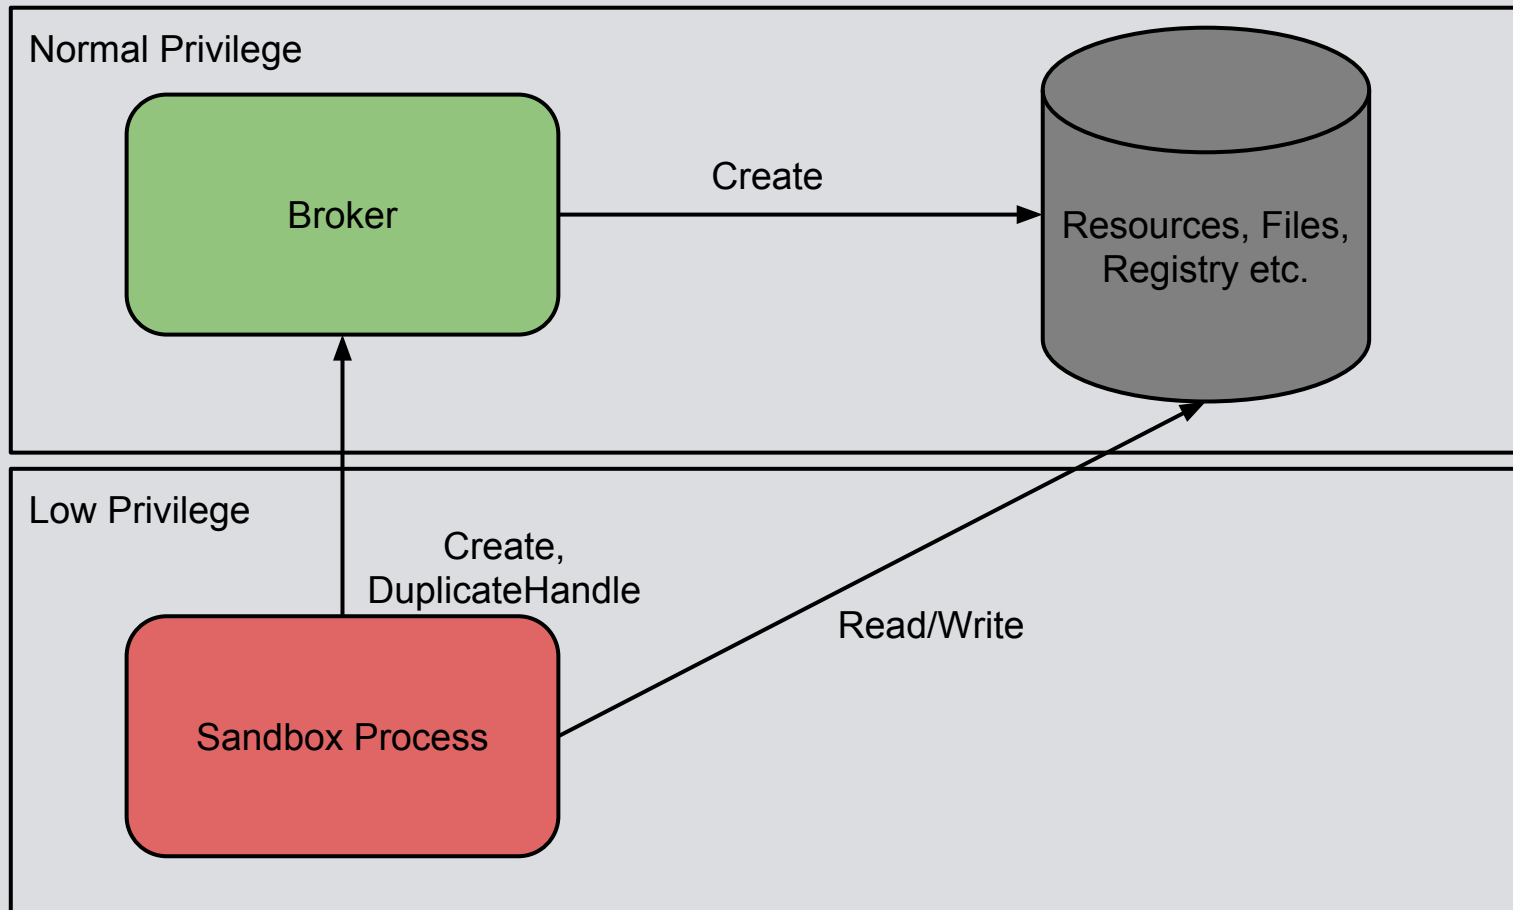 Normal Privilege
Broker
Create
Resources, Files,
Registry etc.
Low Privilege
Create,
DuplicateHandle
Read/Write
Sandbox Process